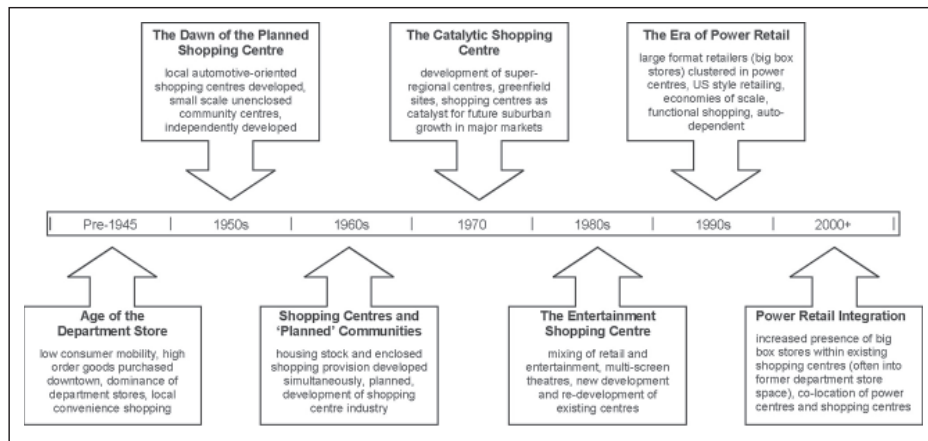 The Dawn of the Planned
Shopping Centre
local automotive-oriented
shopping centres developed,
small scale unenclosed
community centres,
independently developed
The Catalytic Shopping
Centre
development of super-
regional centres, greenfield
sites, shopping centres as
catalyst for future suburban
growth in major markets
The Era of Power Retail
large format retailers (big box
stores) clustered in power
centres, US style retailing,
economies of scale,
functional shopping, auto-
dependent
Pre-1945 1950s 1960s 1970 1980s 1990s 2000+
Age of the
Department Store
low consumer mobility, high
order goods purchased
downtown, dominance of
department stores, local
convenience shopping
Shopping Centres and
‘Planned’ Communities
housing stock and enclosed
shopping provision developed
simultaneously, planned,
development of shopping
centre industry
The Entertainment
Shopping Centre
mixing of retail and
entertainment, multi-screen
theatres, new development
and re-development of
existing centres
Power Retail Integration
increased presence of big
box stores within existing
shopping centres (often into
former department store
space), co-location of power
centres and shopping centres